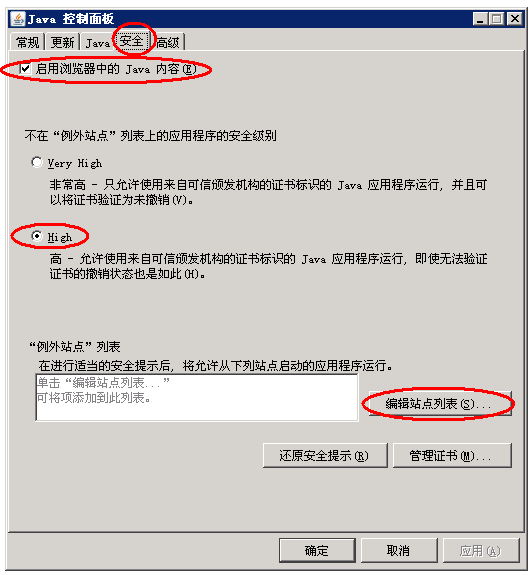 Java 控制面板
常规 更新 Java 安全 高级
启用浏览器中的 Java 内容(E)
不在“例外站点”列表上的应用程序的安全级别
Very High
非常高 - 只允许使用来自可信颁发机构的证书标识的 Java 应用程序运行, 并且可
以将证书验证为未撤销(V)。
High
高 - 允许使用来自可信颁发机构的证书标识的 Java 应用程序运行, 即使无法验证
证书的撤销状态也是如此(H)。
“例外站点”列表
在进行适当的安全提示后，将允许从下列站点启动的应用程序运行。
单击“编辑站点列表...”
可将项添加到此列表。
编辑站点列表(S)...
还原安全提示(R) 管理证书(M)...
确定 取消 应用(A)